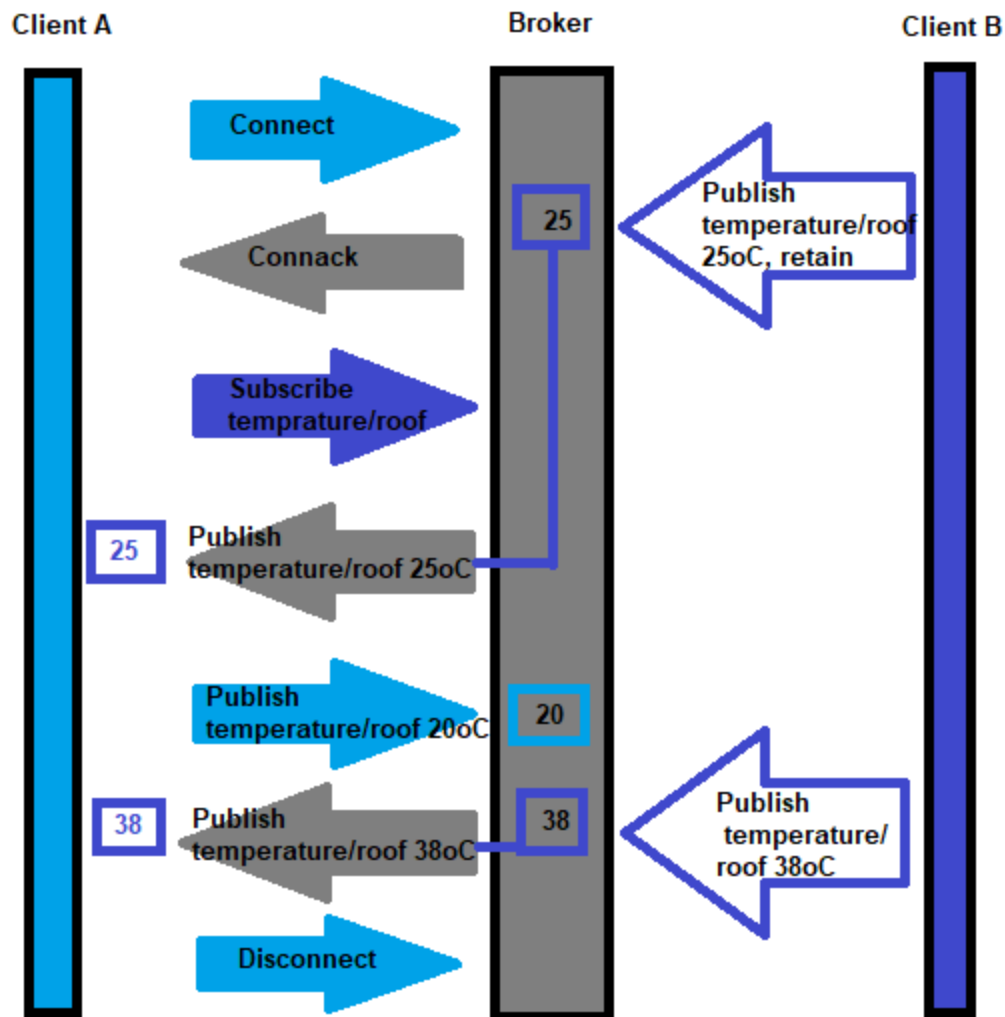 Client A
Broker
Client B
Connect
25
Publish
temperature/roof
25oC, retain
Connack
Subscribe
temprature/roof
25
Publish
temperature/roof 25oC
Publish
temperature/roof 20oC
20
38
Publish
temperature/roof 38oC
38
Publish
temperature/
roof 38oC
Disconnect